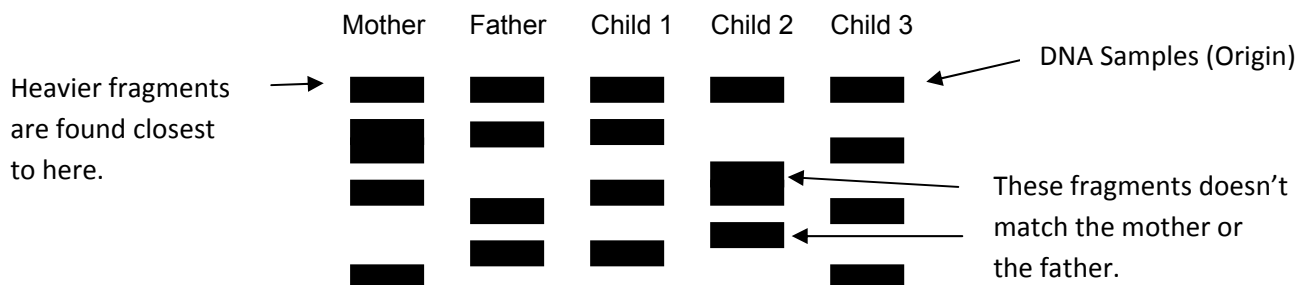 Mother Father Child 1 Child 2 Child 3
DNA Samples (Origin)
Heavier fragments
are found closest
to here.
These fragments doesn't
match the mother or
the father.